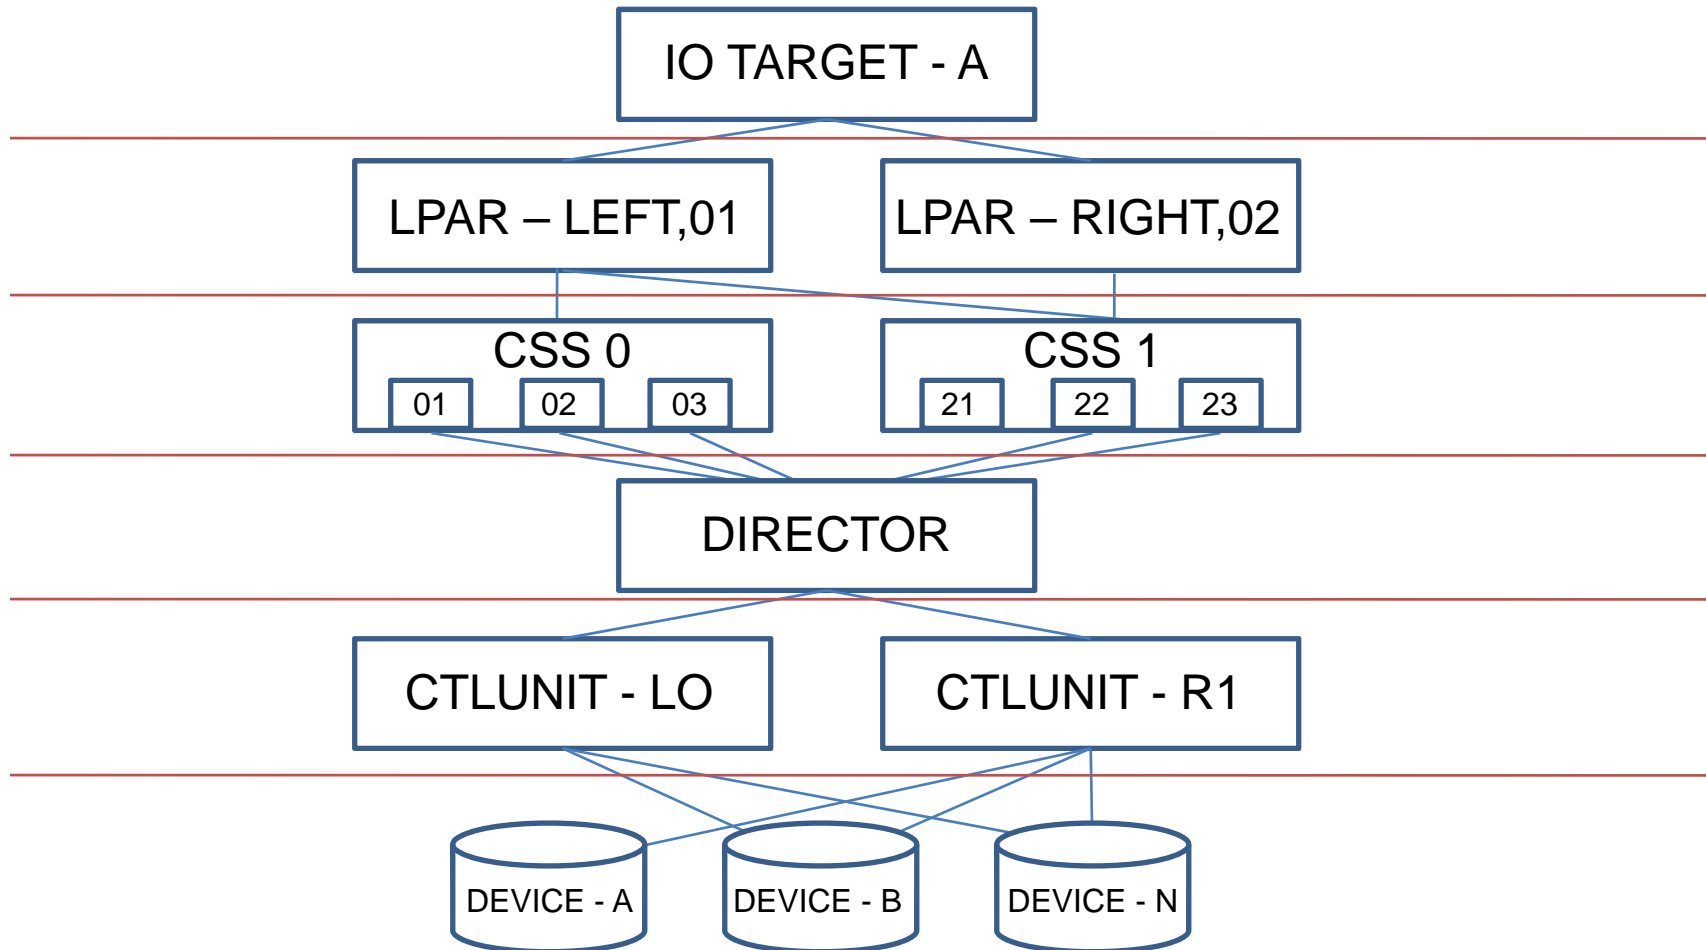 IO TARGET - A
LPAR – LEFT,01
LPAR – RIGHT,02
CSS 0
CSS 1
01
02
03
21
22
23
DIRECTOR
CTLUNIT - LO
CTLUNIT - R1
DEVICE - A
DEVICE - B
DEVICE - N